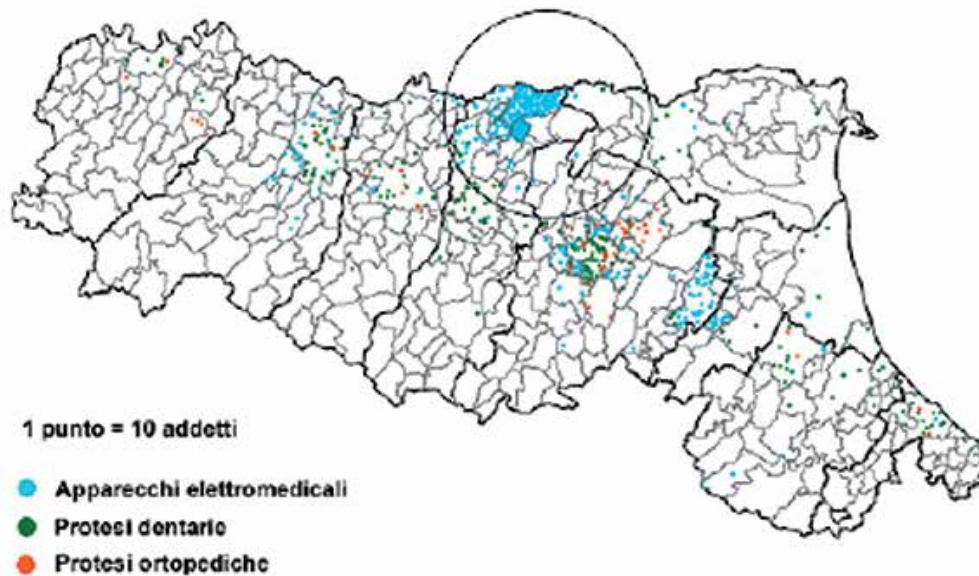 1 punto = 10 addetti
Apparecchi elettromedicali
Protesi dentarie
Protesi ortopediche